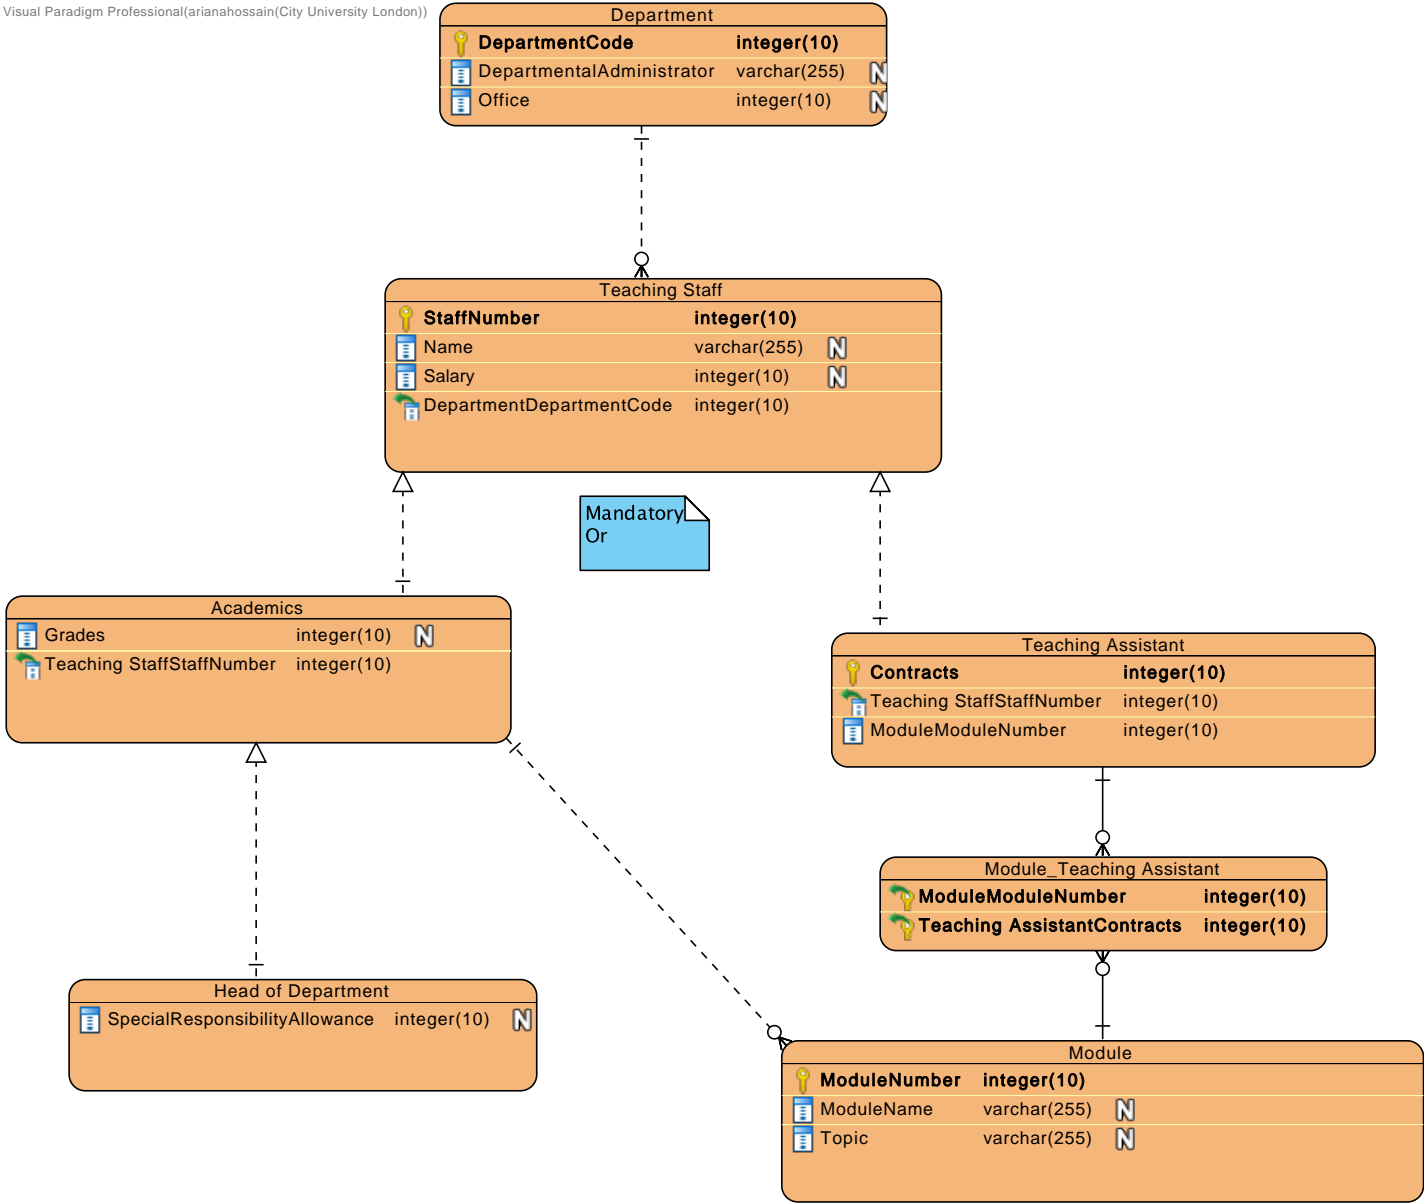 Visual Paradigm Professional(arianahossain(City University London))
Department
DepartmentCode integer(10)
DepartmentalAdministrator varchar(255) N
Office integer(10) N
Teaching Staff
StaffNumber integer(10)
Name varchar(255) N
Salary integer(10) N
DepartmentDepartmentCode integer(10)
Mandatory
Or
Academics
Grades integer(10) N
Teaching StaffStaffNumber integer(10)
Teaching Assistant
Contracts integer(10)
Teaching StaffStaffNumber integer(10)
ModuleModuleNumber integer(10)
Module_Teaching Assistant
ModuleModuleNumber integer(10)
Teaching AssistantContracts integer(10)
Head of Department
SpecialResponsibilityAllowance integer(10) N
Module
ModuleNumber integer(10)
ModuleName varchar(255) N
Topic varchar(255) N